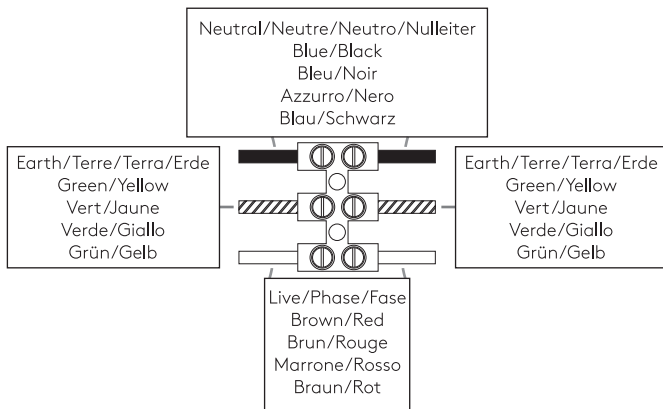 Neutral/Neutre/Neutro/Nulleiter
Blue/Black
Bleu/Noir
Azzurro/Nero
Blau/Schwarz
Earth/Terre/Terra/Erde
Green/Yellow
Vert/Jaune
Verde/Giallo
Grün/Gelb
Earth/Terre/Terra/Erde
Green/Yellow
Vert/Jaune
Verde/Giallo
Grün/Gelb
Live/Phase/Fase
Brown/Red
Brun/Rouge
Marrone/Rosso
Braun/Rot